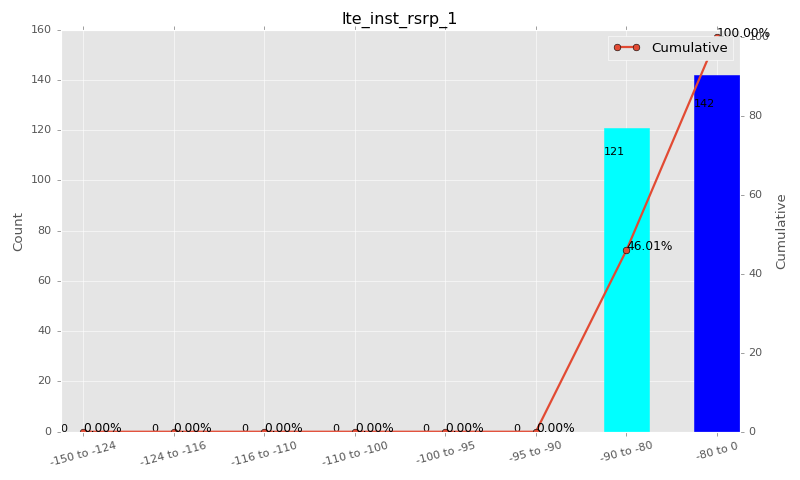 lte_inst_rsrp_1
Cumulative
160
140
120
100
80
60
40
20
0
Count
100
80
60
40
20
0
Cumulative
0 0.00%
0 0.00%
0 0.00%
0 0.00%
0 0.00%
0 0.00%
121 46.01%
142 100.00%
-150 to -124
-124 to -116
-116 to -110
-110 to -100
-100 to -95
-95 to -90
-90 to -80
-80 to 0